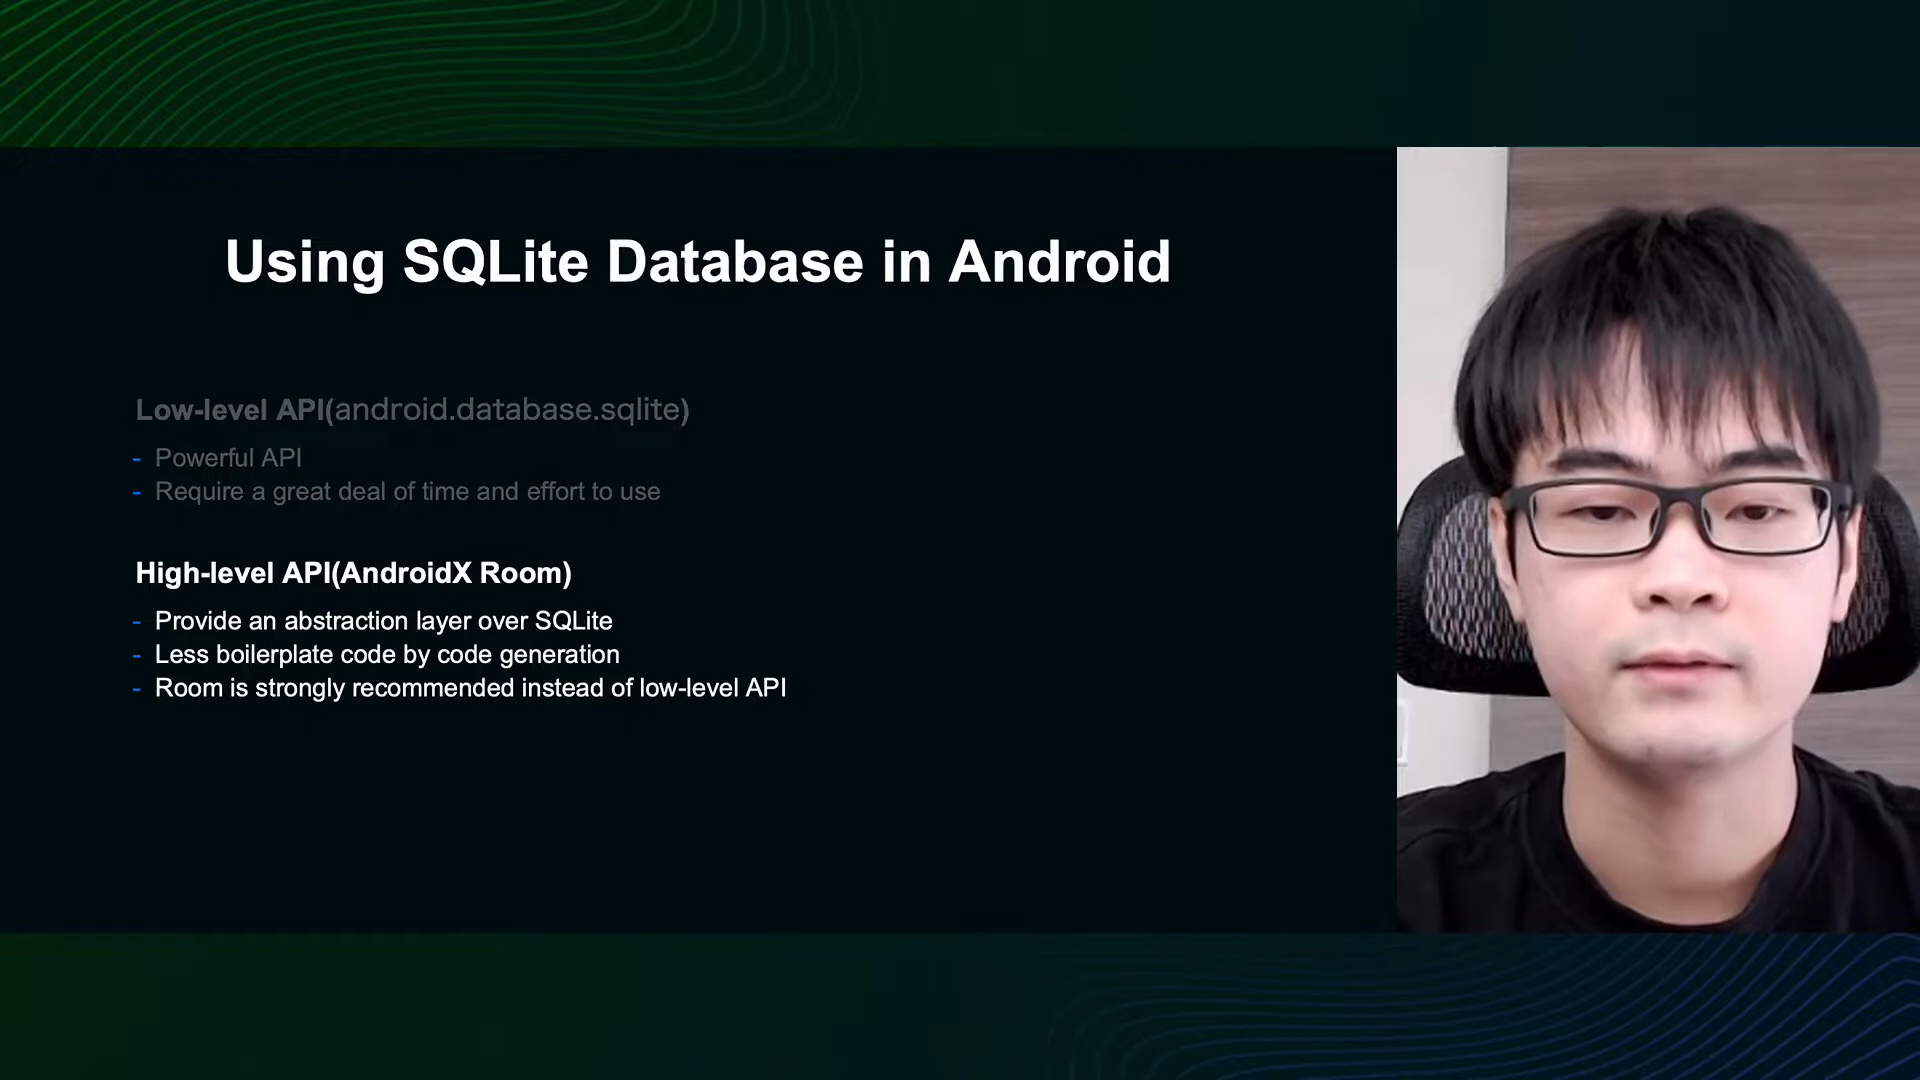 Using SQLite Database in Android
Low-level API(android.database.sqlite)
- Powerful API
- Require a great deal of time and effort to use
High-level API(AndroidX Room)
- Provide an abstraction layer over SQLite
- Less boilerplate code by code generation
- Room is strongly recommended instead of low-level API